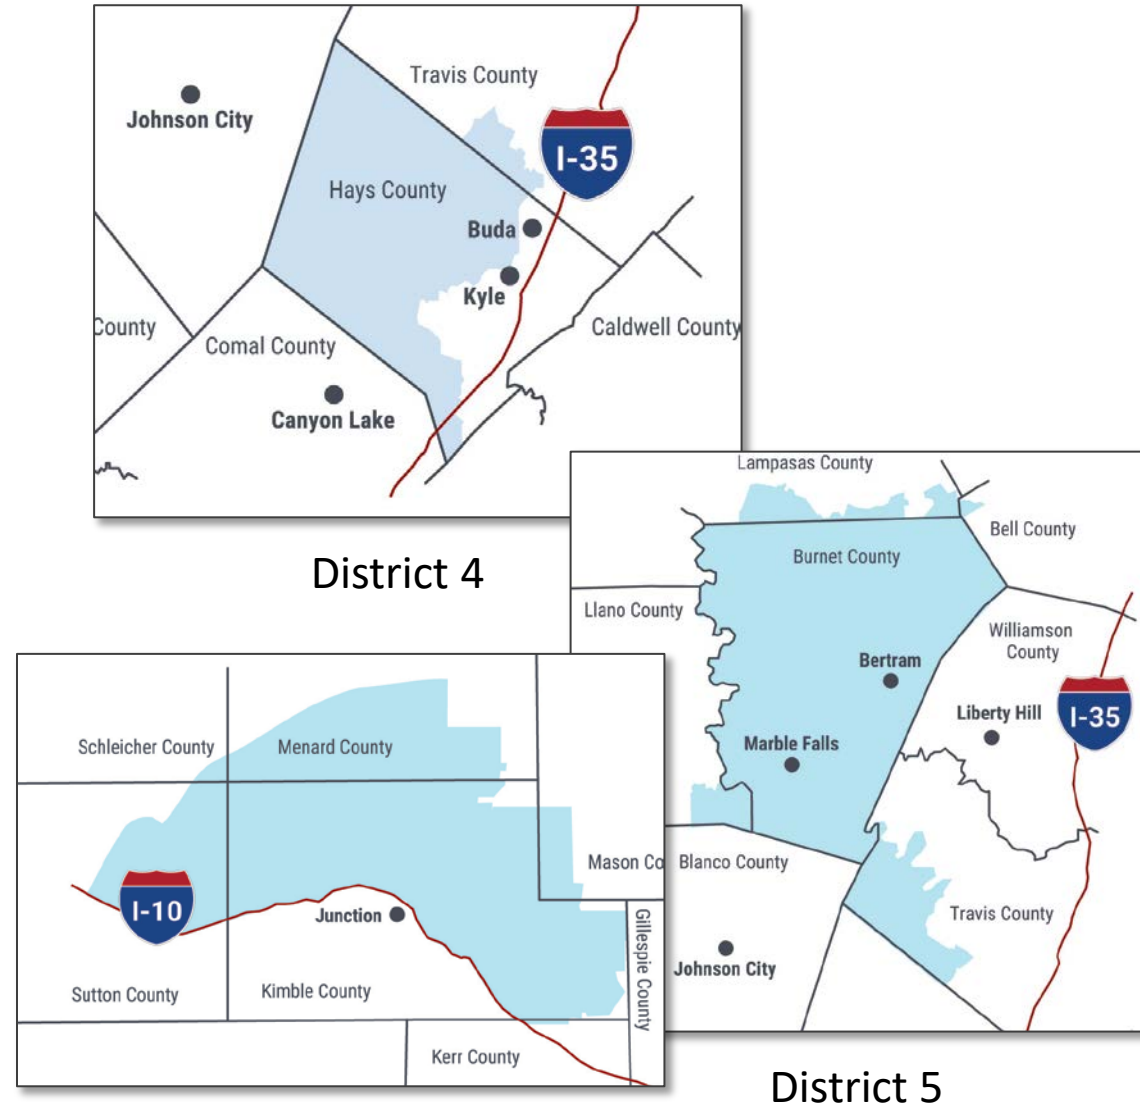 Travis County
Johnson City
I-35
Hays County
Buda
Kyle
County
Comal County
Caldwell County
Canyon Lake
District 4
Lampasas County
Bell County
Burnet County
Llano County
Williamson
County
Bertram
Liberty Hill
I-35
Marble Falls
Blanco County
Travis County
Johnson City
District 5
Schleicher County
Menard County
Mason Co
I-10
Junction
Gillespie County
Sutton County
Kimble County
Kerr County